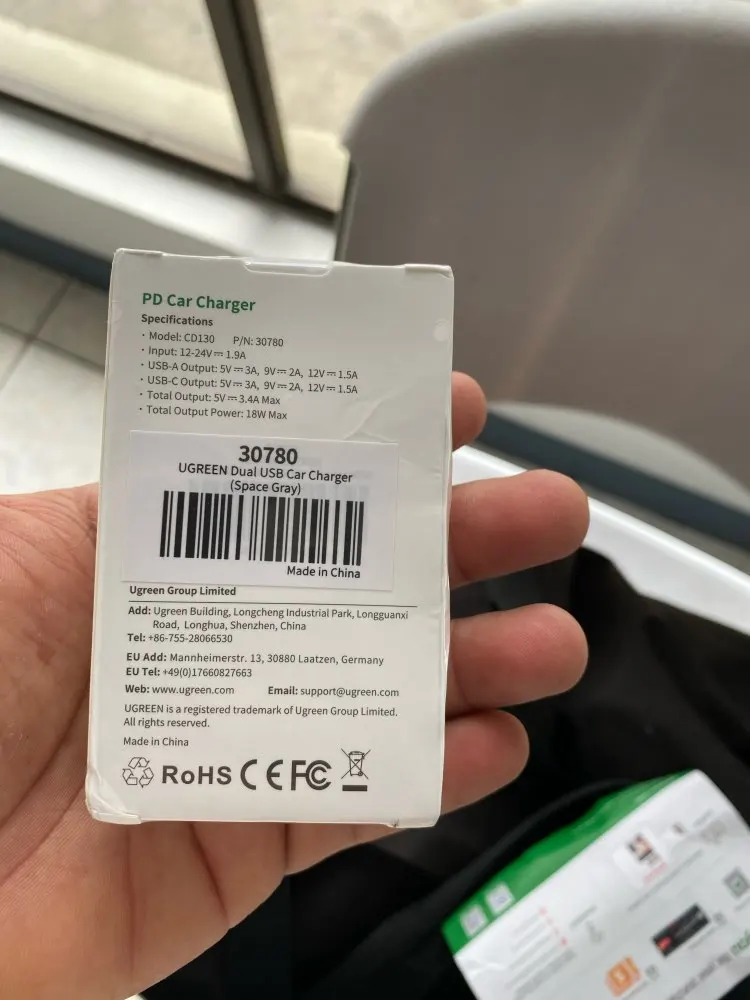 PD Car Charger
Specifications
· Model: CD130 P/N: 30780
· Input: 12-24V⎓1.9A
· USB-A Output: 5V⎓3A, 9V⎓2A, 12V⎓1.5A
· USB-C Output: 5V⎓3A, 9V⎓2A, 12V⎓1.5A
· Total Output: 5V⎓3.4A Max
· Total Output Power: 18W Max
30780
UGREEN Dual USB Car Charger
(Space Gray)
Made in China
Ugreen Group Limited
Add: Ugreen Building, Longcheng Industrial Park, Longguanxi
Road, Longhua, Shenzhen, China
Tel: +86-755-28066530
EU Add: Mannheimerstr. 13, 30880 Laatzen, Germany
EU Tel: +49(0)17660827663
Web: www.ugreen.com Email: support@ugreen.com
UGREEN is a registered trademark of Ugreen Group Limited.
All rights reserved.
Made in China
RoHS CE FC